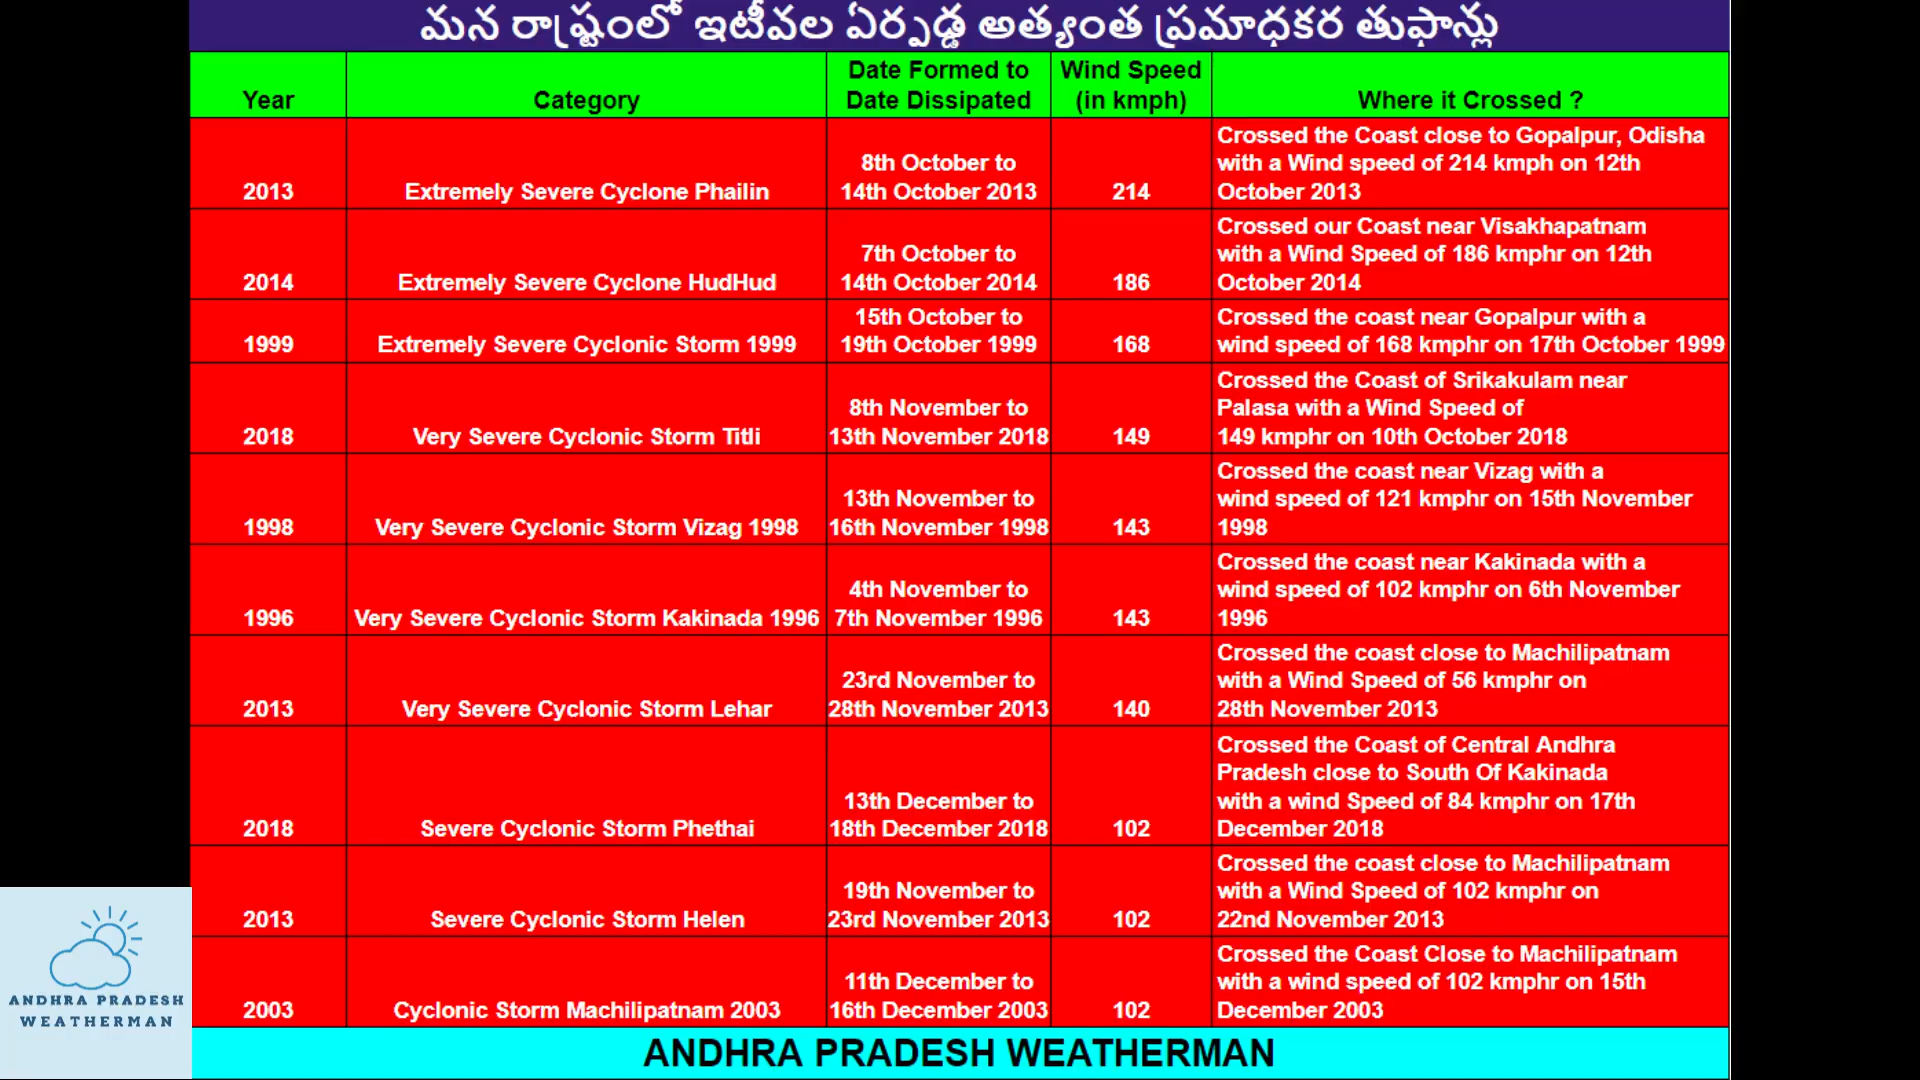 మన రాష్ట్రంలో ఇటీవల ఏర్పడ్డ అత్యంత ప్రమాధకర తుఫాన్లు
Year
Category
Date Formed to
Date Dissipated
Wind Speed
(in kmph)
Where it Crossed ?
2013
Extremely Severe Cyclone Phailin
8th October to
14th October 2013
214
Crossed the Coast close to Gopalpur, Odisha
with a Wind speed of 214 kmph on 12th
October 2013
2014
Extremely Severe Cyclone HudHud
7th October to
14th October 2014
186
Crossed our Coast near Visakhapatnam
with a Wind Speed of 186 kmphr on 12th
October 2014
1999
Extremely Severe Cyclonic Storm 1999
15th October to
19th October 1999
168
Crossed the coast near Gopalpur with a
wind speed of 168 kmphr on 17th October 1999
2018
Very Severe Cyclonic Storm Titli
8th November to
13th November 2018
149
Crossed the Coast of Srikakulam near
Palasa with a Wind Speed of
149 kmphr on 10th October 2018
1998
Very Severe Cyclonic Storm Vizag 1998
13th November to
16th November 1998
143
Crossed the coast near Vizag with a
wind speed of 121 kmphr on 15th November
1998
1996
Very Severe Cyclonic Storm Kakinada 1996
4th November to
7th November 1996
143
Crossed the coast near Kakinada with a
wind speed of 102 kmphr on 6th November
1996
2013
Very Severe Cyclonic Storm Lehar
23rd November to
28th November 2013
140
Crossed the coast close to Machilipatnam
with a Wind Speed of 56 kmphr on
28th November 2013
2018
Severe Cyclonic Storm Phethai
13th December to
18th December 2018
102
Crossed the Coast of Central Andhra
Pradesh close to South Of Kakinada
with a wind Speed of 84 kmphr on 17th
December 2018
2013
Severe Cyclonic Storm Helen
19th November to
23rd November 2013
102
Crossed the coast close to Machilipatnam
with a Wind Speed of 102 kmphr on
22nd November 2013
2003
Cyclonic Storm Machilipatnam 2003
11th December to
16th December 2003
102
Crossed the Coast Close to Machilipatnam
with a wind speed of 102 kmphr on 15th
December 2003
ANDHRA PRADESH
WEATHERMAN
ANDHRA PRADESH WEATHERMAN